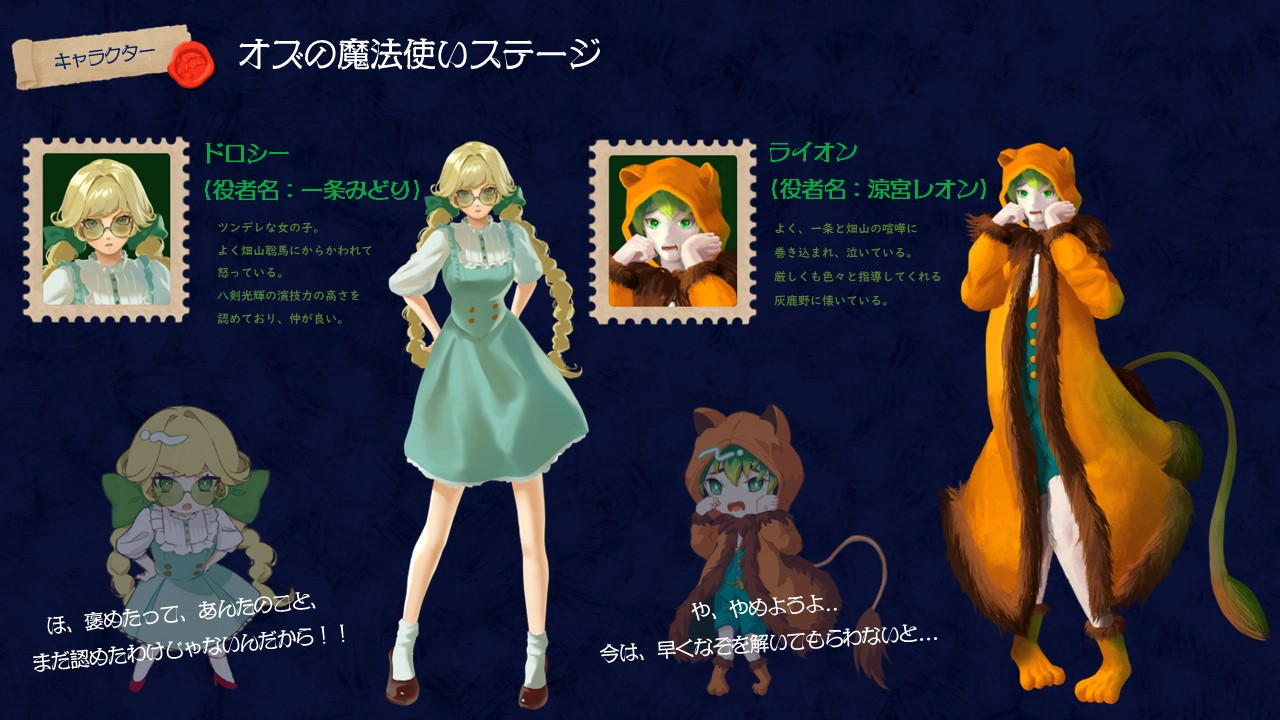 キャラクター
オズの魔法使いステージ
ドロシー
(役者名：一条みどり)
ツンデレな女の子。
よく畑山聡馬にからかわれて
怒っている。
八剣光輝の演技力の高さを
認めており、仲が良い。
ライオン
(役者名：涼宮レオン)
よく、一条と畑山の喧嘩に
巻き込まれ、泣いている。
厳しくも色々と指導してくれる
灰鹿野に懐いている。
ほ、褒めたって、あんたのこと、
まだ認めたわけじゃないんだから！！
や、やめようよ..
今は、早くなぞを解いてもらわないと...